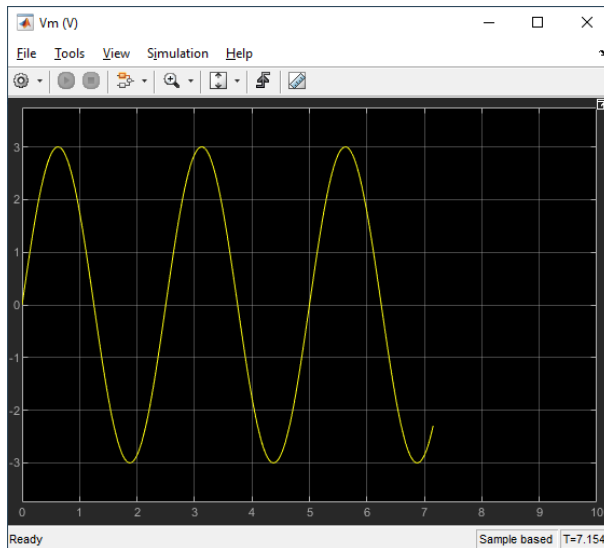 Vm (V)
File Tools View Simulation Help
3
2
1
0
-1
-2
-3
0 1 2 3 4 5 6 7 8 9 10
Ready Sample based T=7.154